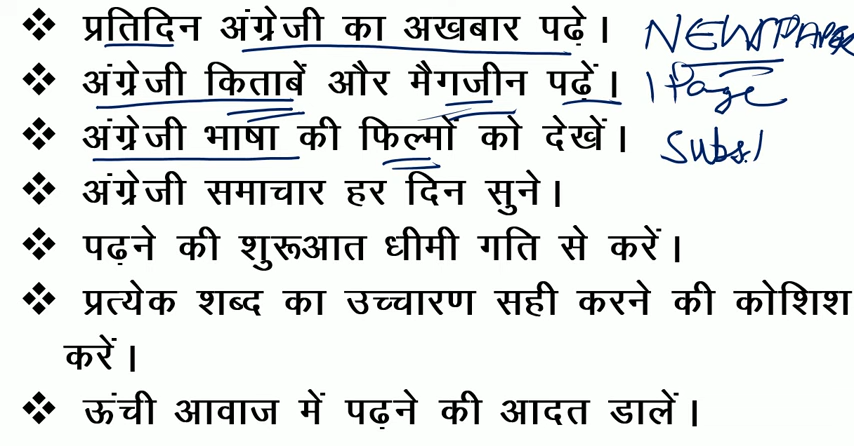 ❖ प्रतिदिन अंग्रेजी का अखबार पढ़े। NEWSPAPER
❖ अंग्रेजी किताबें और मैगजीन पढ़ें। 1 Page
❖ अंग्रेजी भाषा की फिल्मों को देखें। Subs.1
❖ अंग्रेजी समाचार हर दिन सुने।
❖ पढ़ने की शुरूआत धीमी गति से करें।
❖ प्रत्येक शब्द का उच्चारण सही करने की कोशिश
करें।
❖ ऊंची आवाज में पढ़ने की आदत डालें।